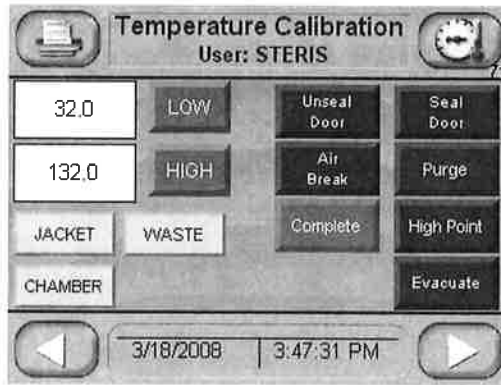 Temperature Calibration
User: STERIS
32.0 LOW Unseal Door Seal Door
132.0 HIGH Air Break Purge
JACKET WASTE Complete High Point
CHAMBER Evacuate
3/18/2008 3:47:31 PM